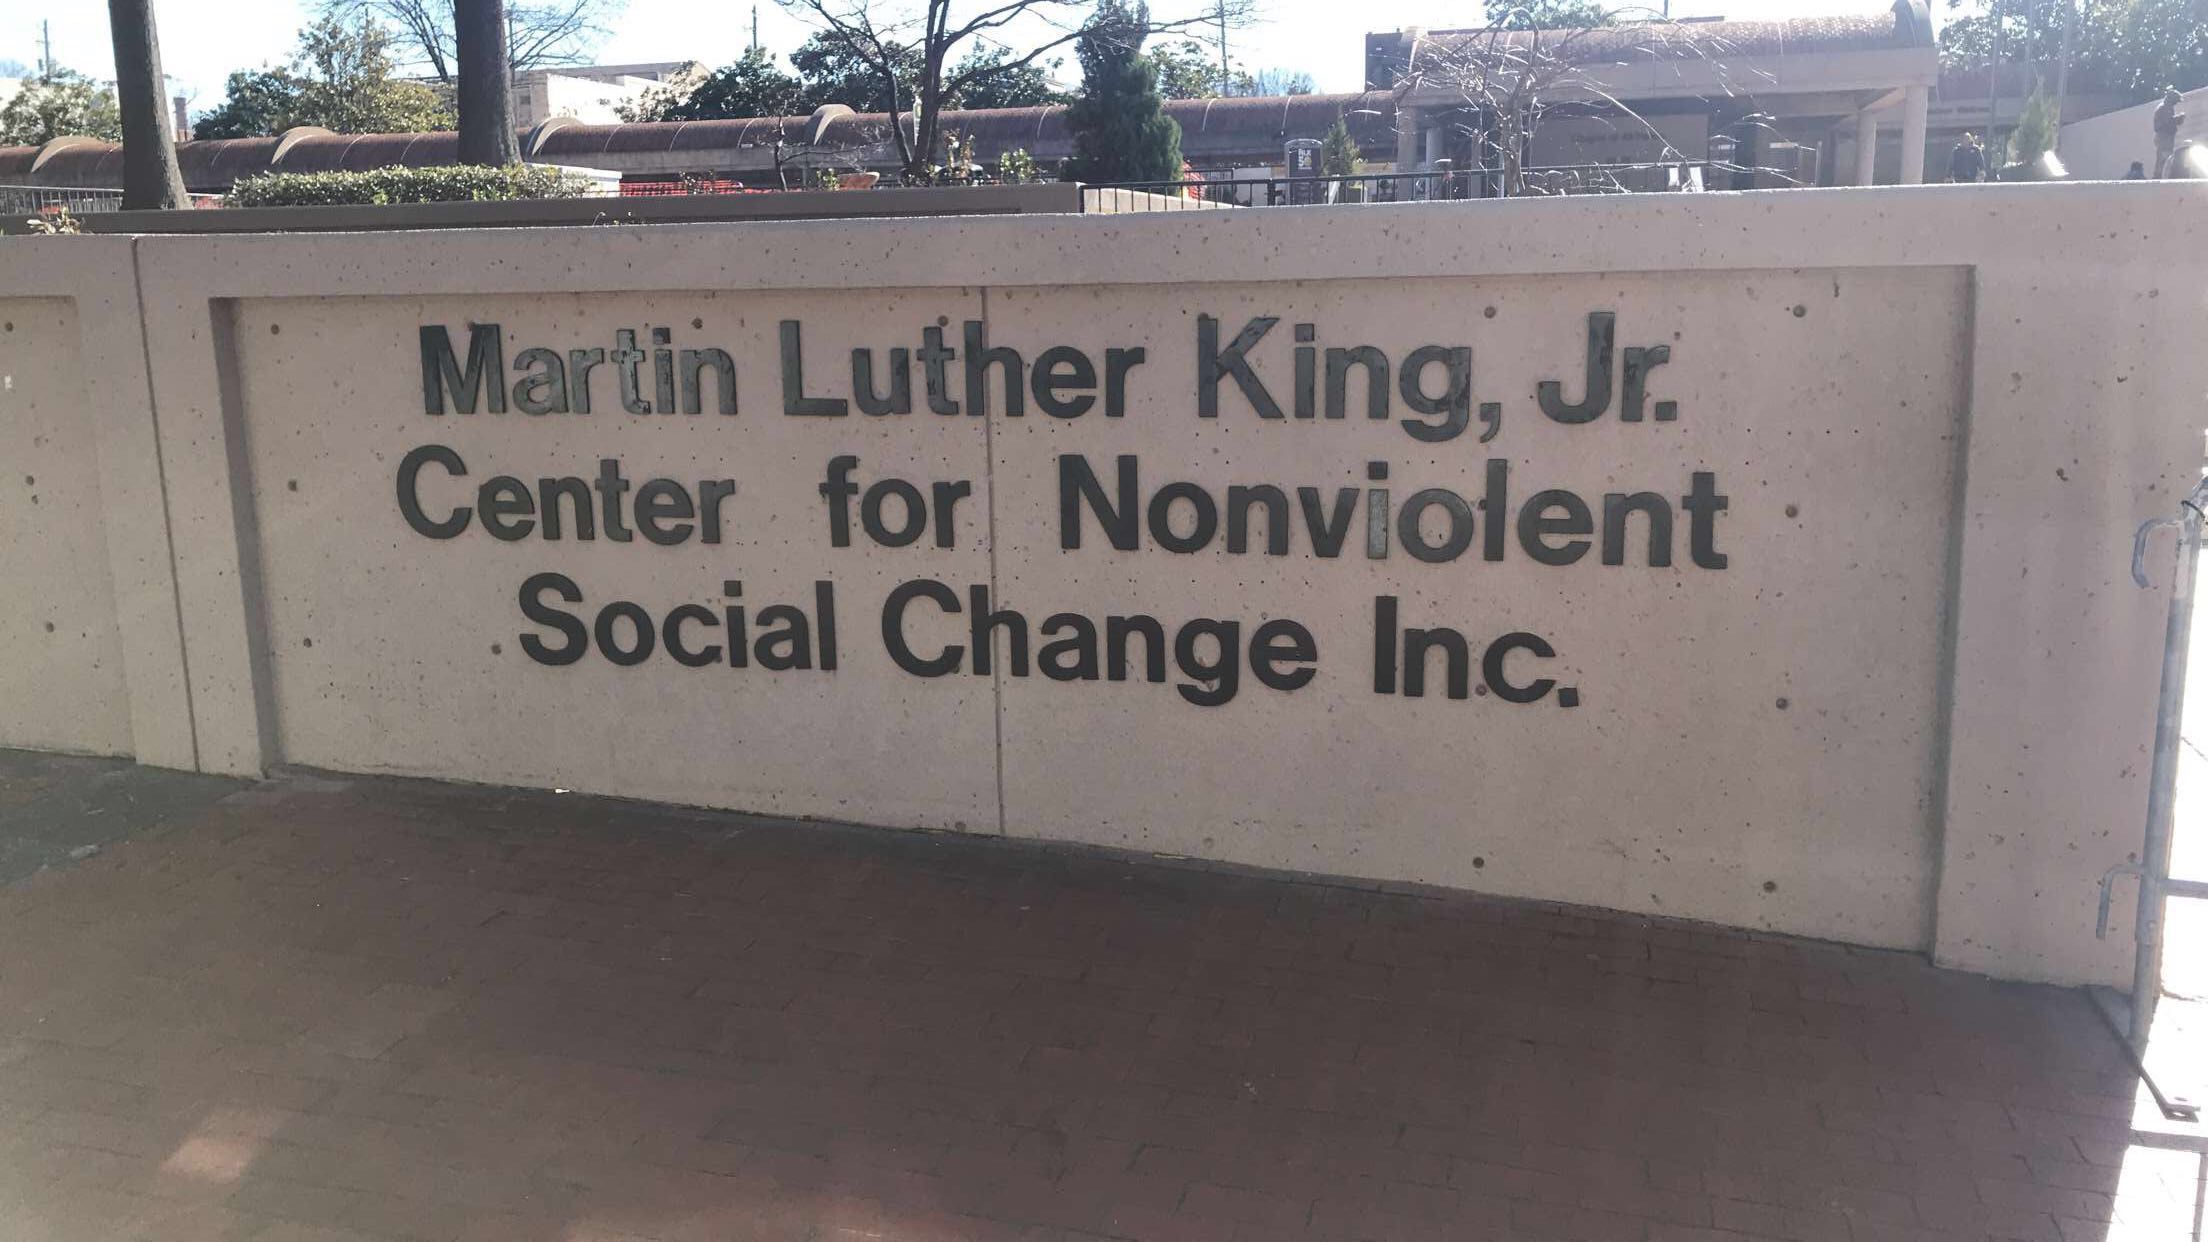 Martin Luther King, Jr.
Center for Nonviolent
Social Change Inc.